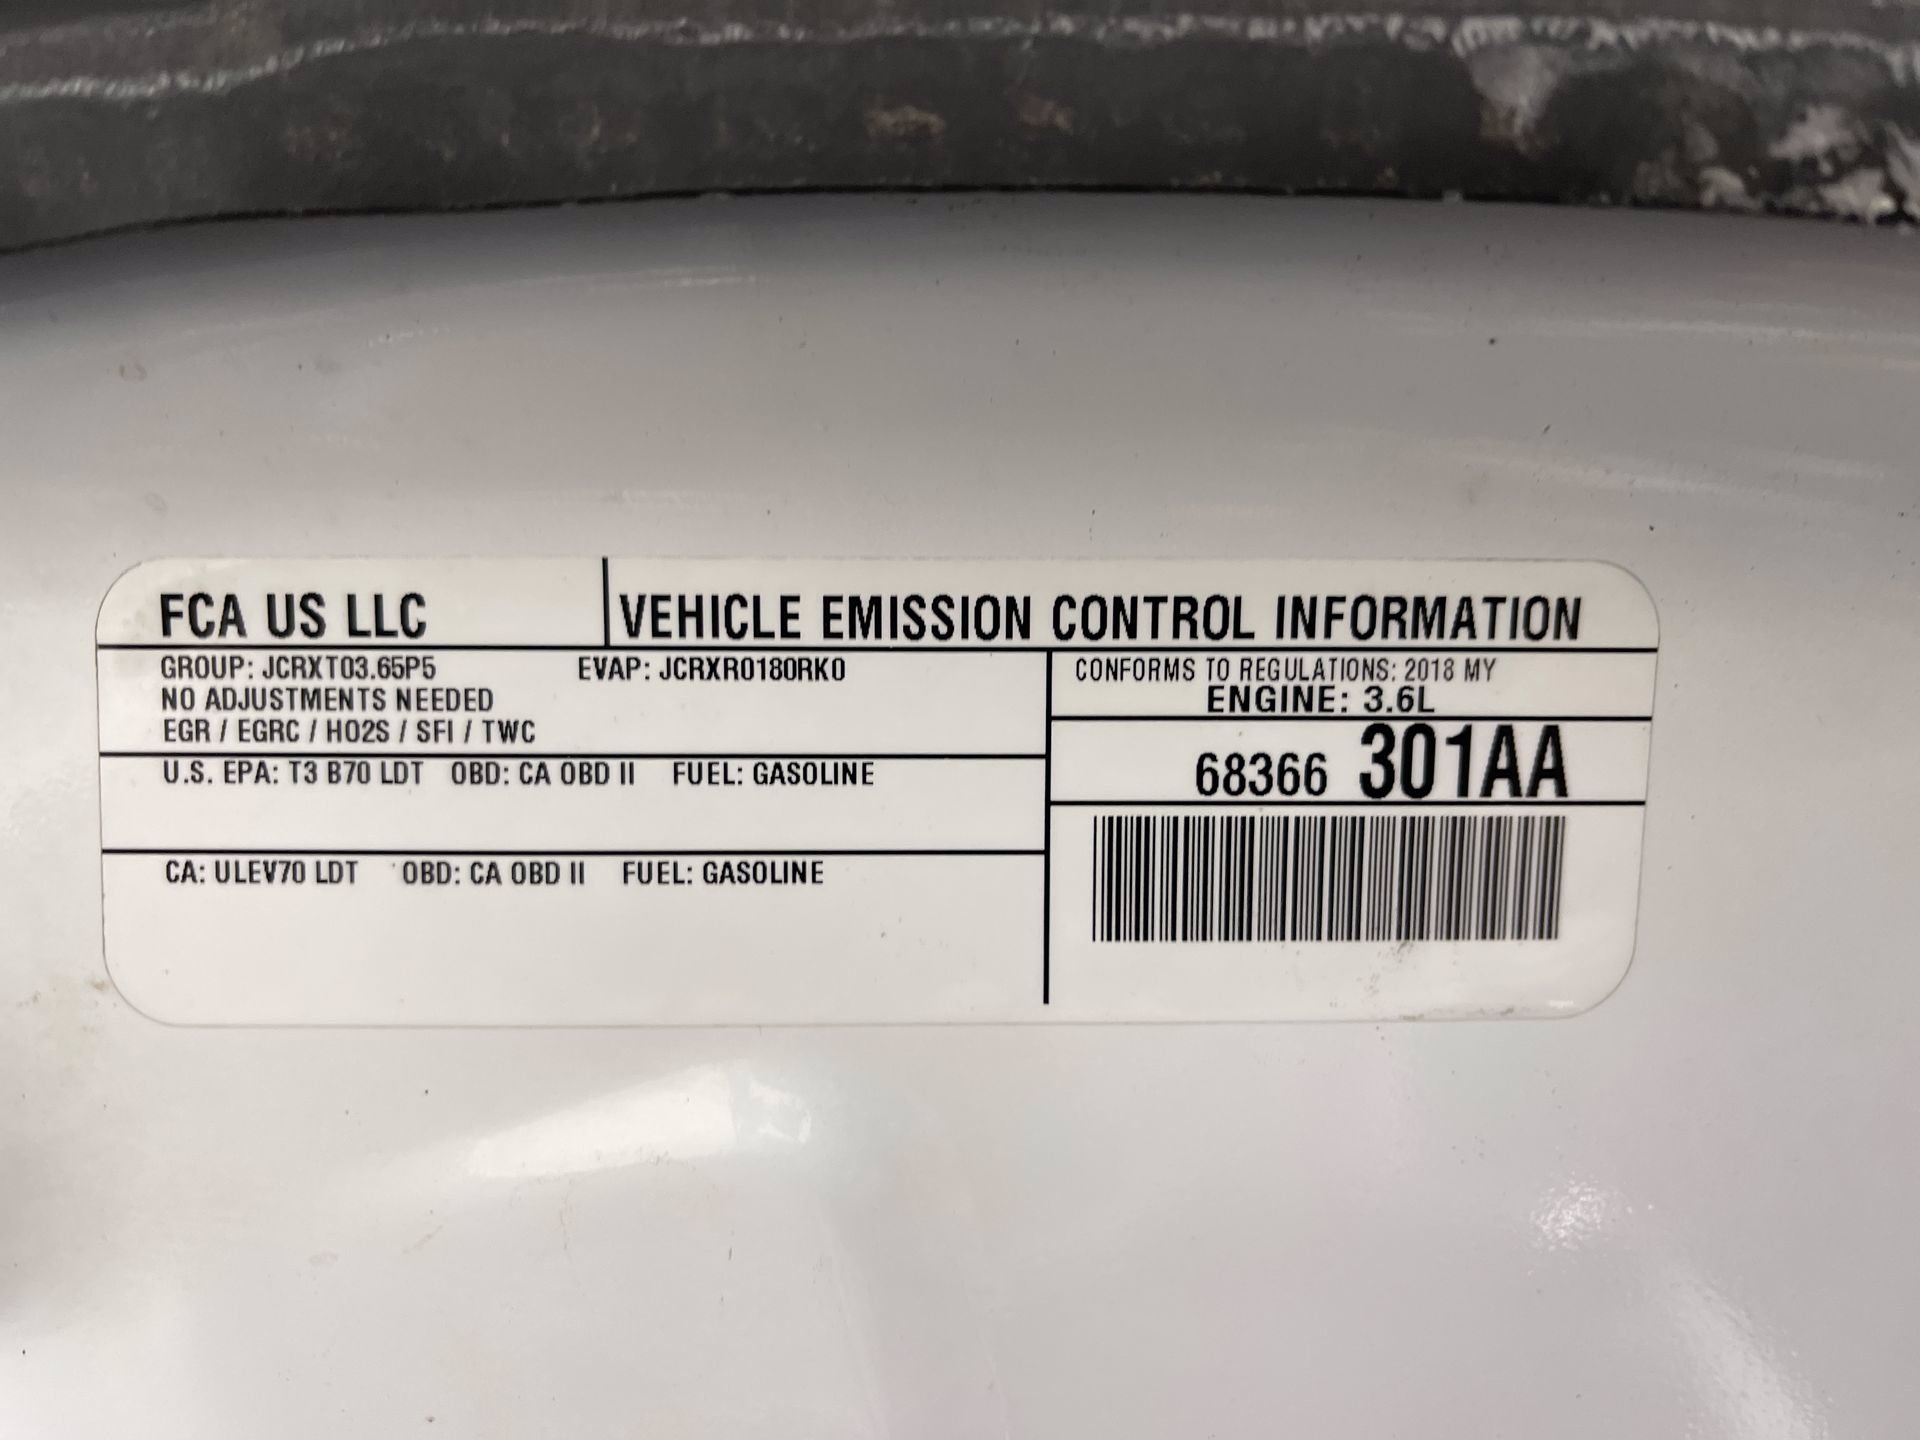 FCA US LLC
VEHICLE EMISSION CONTROL INFORMATION
GROUP: JCRXT03.65P5 EVAP: JCRXR0180RK0
NO ADJUSTMENTS NEEDED
EGR / EGRC / HO2S / SFI / TWC
CONFORMS TO REGULATIONS: 2018 MY
ENGINE: 3.6L
68366 301AA
U.S. EPA: T3 B70 LDT OBD: CA OBD II FUEL: GASOLINE
CA: ULEV70 LDT OBD: CA OBD II FUEL: GASOLINE